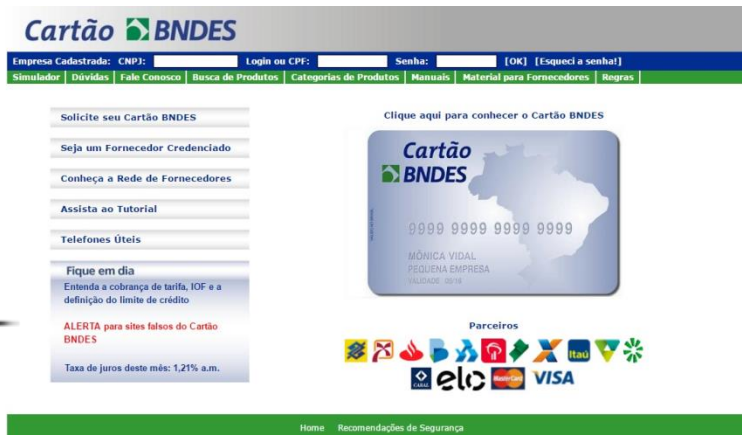 Cartão BNDES
Empresa Cadastrada: CNPJ: Login ou CPF: Senha: [OK] [Esqueci a senha!]
Simulador | Dúvidas | Fale Conosco | Busca de Produtos | Categorias de Produtos | Manuais | Material para Fornecedores | Regras |
Solicite seu Cartão BNDES
Seja um Fornecedor Credenciado
Conheça a Rede de Fornecedores
Assista ao Tutorial
Telefones Úteis
Fique em dia
Entenda a cobrança de tarifa, IOF e a
definição do limite de crédito
ALERTA para sites falsos do Cartão
BNDES
Taxa de juros deste mês: 1,21% a.m.
Clique aqui para conhecer o Cartão BNDES
Cartão
BNDES
9999 9999 9999 9999
MÔNICA VIDAL
PEQUENA EMPRESA
Parceiros
Itaú
CABAL elo MasterCard VISA
Home Recomendações de Segurança